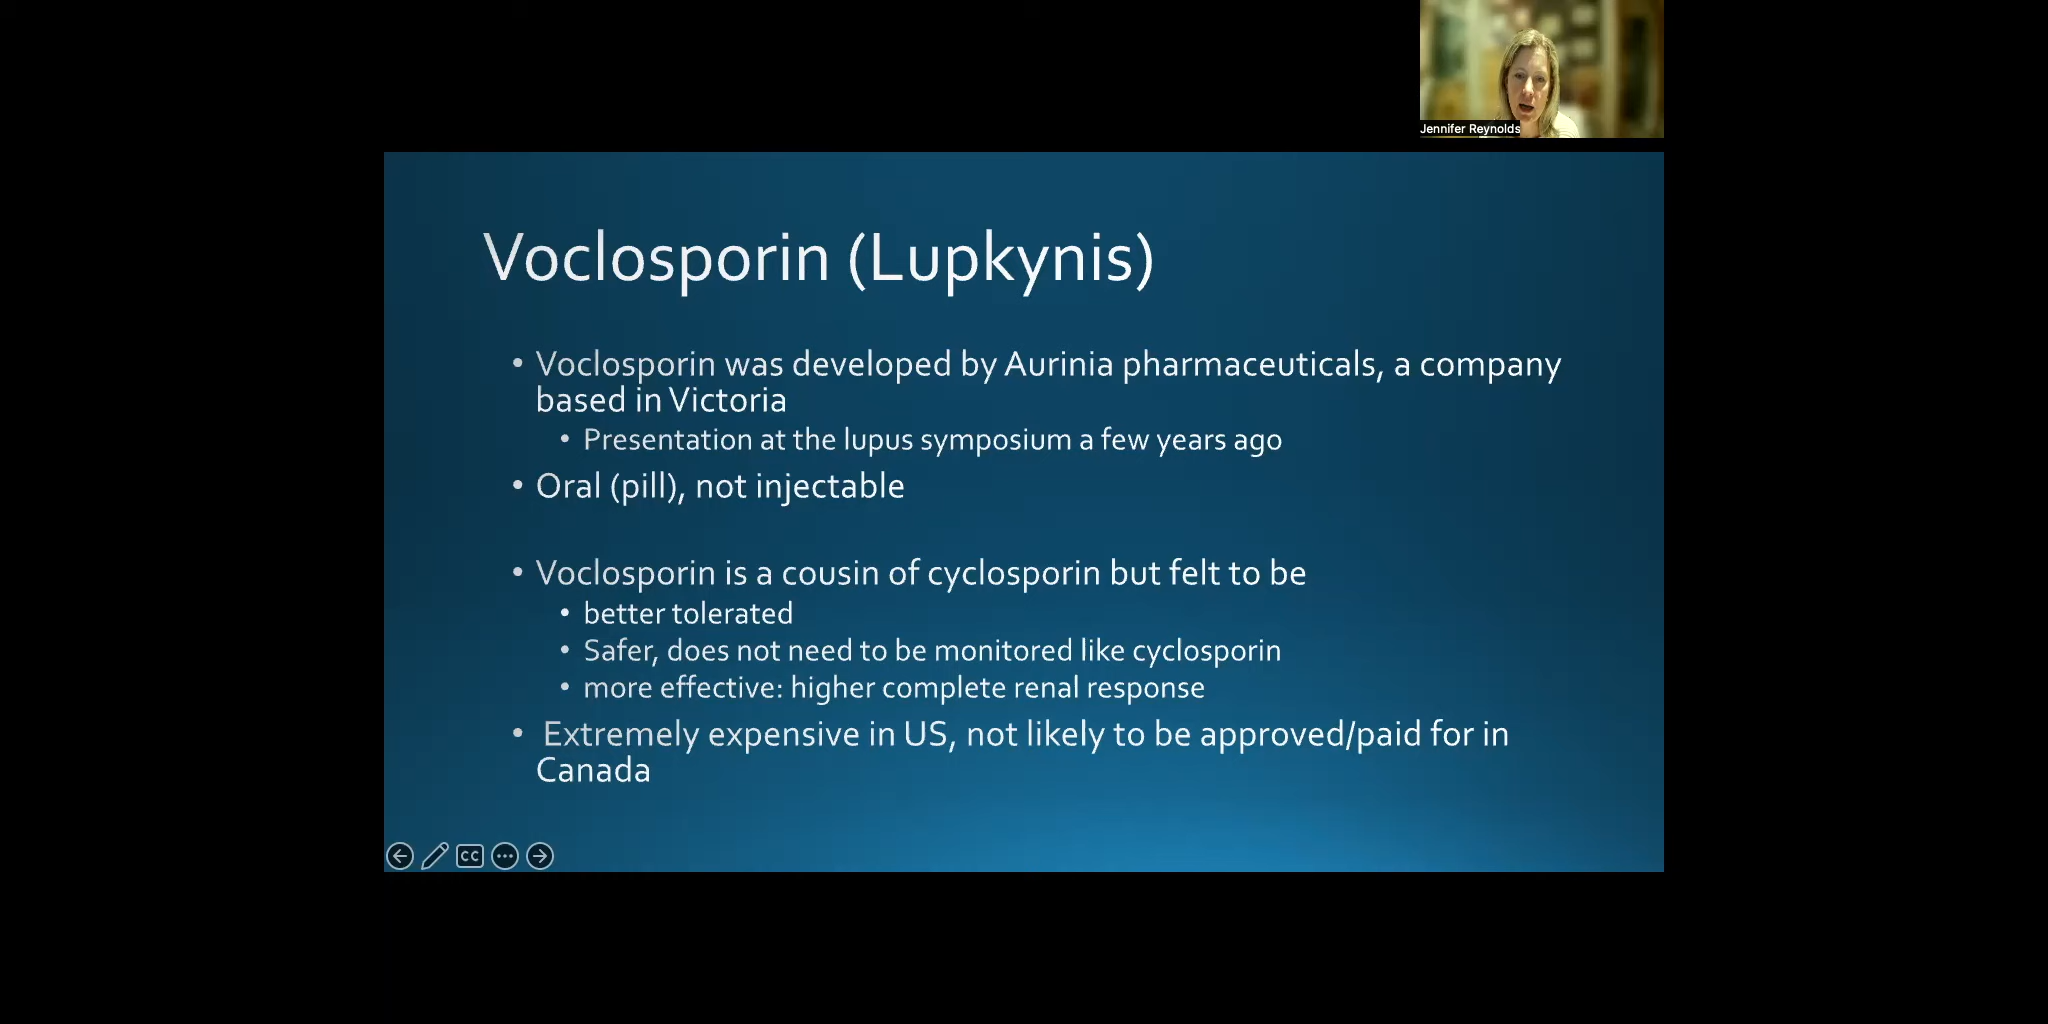 Jennifer Reynolds
Voclosporin (Lupkynis)
• Voclosporin was developed by Aurinia pharmaceuticals, a company
based in Victoria
• Presentation at the lupus symposium a few years ago
• Oral (pill), not injectable
• Voclosporin is a cousin of cyclosporin but felt to be
• better tolerated
• Safer, does not need to be monitored like cyclosporin
• more effective: higher complete renal response
• Extremely expensive in US, not likely to be approved/paid for in
Canada
CC